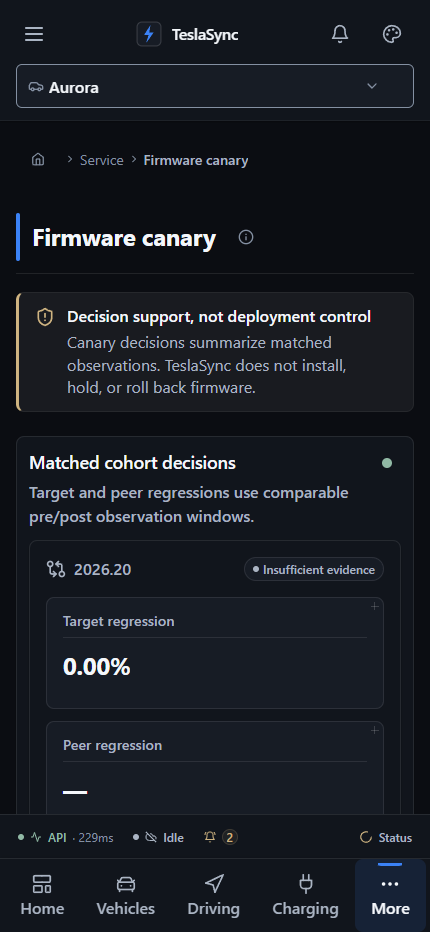 TeslaSync
Aurora
Service
Firmware canary
Firmware canary
Decision support, not deployment control
Canary decisions summarize matched
observations. TeslaSync does not install,
hold, or roll back firmware.
Matched cohort decisions
Target and peer regressions use comparable
pre/post observation windows.
2026.20
Insufficient evidence
Target regression
0.00%
Peer regression
—
API · 229ms
Idle
2
Status
Home
Vehicles
Driving
Charging
More